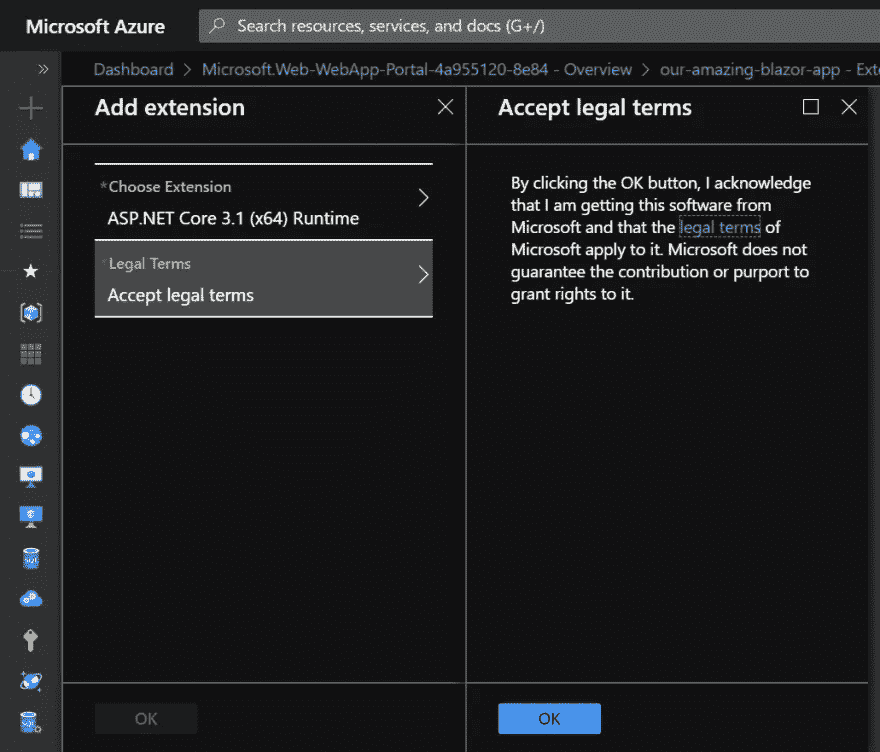 Microsoft Azure
Search resources, services, and docs (G+/)
Dashboard > Microsoft.Web-WebApp-Portal-4a955120-8e84 - Overview > our-amazing-blazor-app - Ext
Add extension
*Choose Extension
ASP.NET Core 3.1 (x64) Runtime
*Legal Terms
Accept legal terms
OK
Accept legal terms
By clicking the OK button, I acknowledge
that I am getting this software from
Microsoft and that the legal terms of
Microsoft apply to it. Microsoft does not
guarantee the contribution or purport to
grant rights to it.
OK